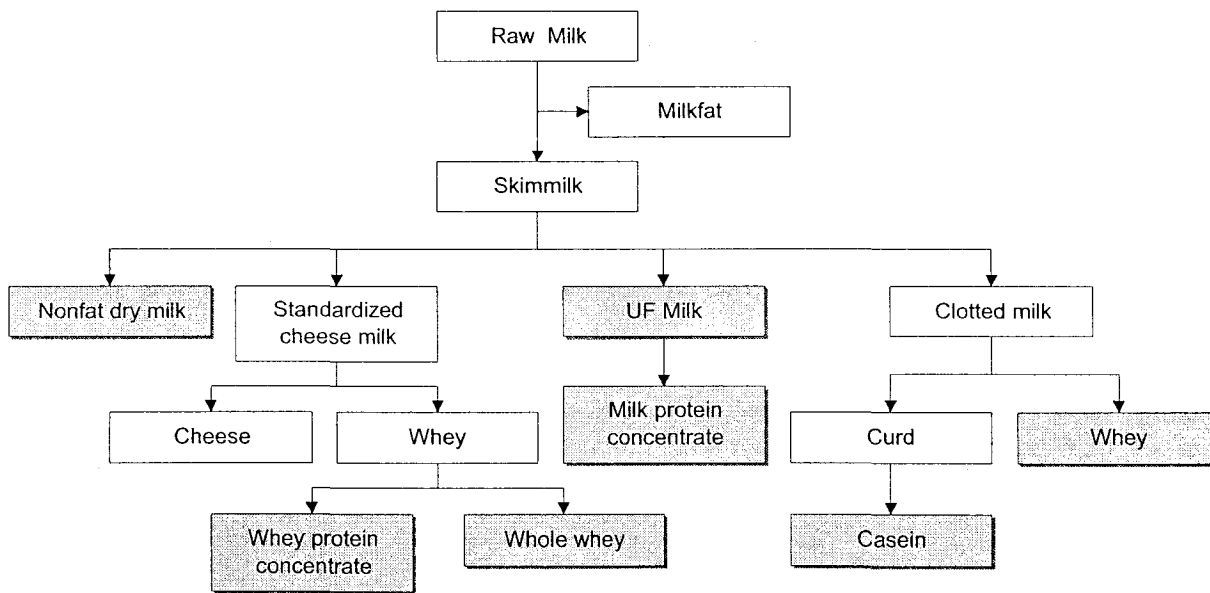 Raw Milk
Milkfat
Skimmilk
Nonfat dry milk
Standardized
cheese milk
UF Milk
Clotted milk
Cheese
Whey
Milk protein
concentrate
Curd
Whey
Whey protein
concentrate
Whole whey
Casein